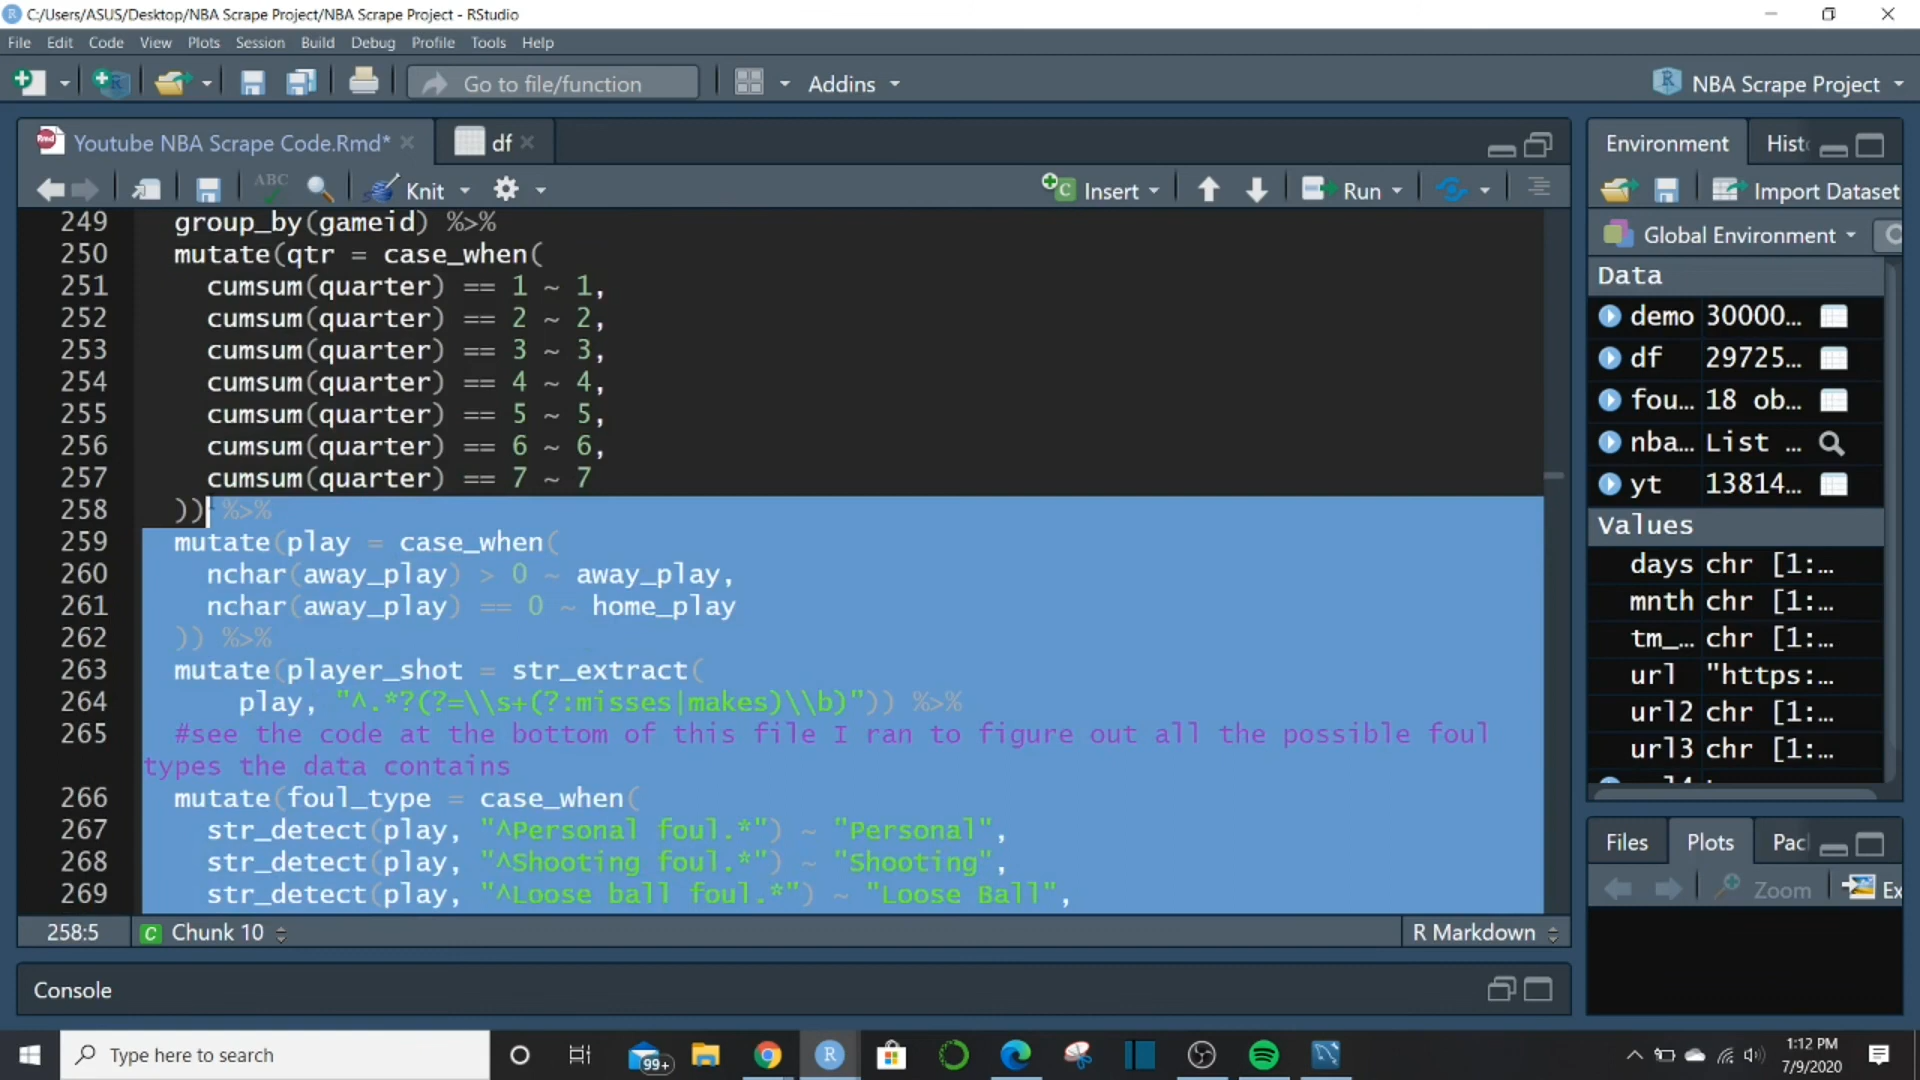 C:/Users/ASUS/Desktop/NBA Scrape Project/NBA Scrape Project - RStudio
File Edit Code View Plots Session Build Debug Profile Tools Help
Go to file/function Addins NBA Scrape Project
Youtube NBA Scrape Code.Rmd* df
ABC Knit Insert Run
249 group_by(gameid) %>%
250 mutate(qtr = case_when(
251 cumsum(quarter) == 1 ~ 1,
252 cumsum(quarter) == 2 ~ 2,
253 cumsum(quarter) == 3 ~ 3,
254 cumsum(quarter) == 4 ~ 4,
255 cumsum(quarter) == 5 ~ 5,
256 cumsum(quarter) == 6 ~ 6,
257 cumsum(quarter) == 7 ~ 7
258 )) %>%
259 mutate(play = case_when(
260 nchar(away_play) > 0 ~ away_play,
261 nchar(away_play) == 0 ~ home_play
262 )) %>%
263 mutate(player_shot = str_extract(
264 play, "^.*?(?=\\s+(?:misses|makes)\\b)")) %>%
265 #see the code at the bottom of this file I ran to figure out all the possible foul
types the data contains
266 mutate(foul_type = case_when(
267 str_detect(play, "^Personal foul.*") ~ "Personal",
268 str_detect(play, "^Shooting foul.*") ~ "Shooting",
269 str_detect(play, "^Loose ball foul.*") ~ "Loose Ball",
258:5 C Chunk 10 R Markdown
Console
Environment Hist
Import Dataset
Global Environment
Data
demo 30000...
df 29725...
fou... 18 ob...
nba... List ...
yt 13814...
Values
days chr [1:...
mnth chr [1:...
tm_... chr [1:...
url "https:...
url2 chr [1:...
url3 chr [1:...
Files Plots Pac
Zoom Ex
Type here to search
99+
1:12 PM
7/9/2020